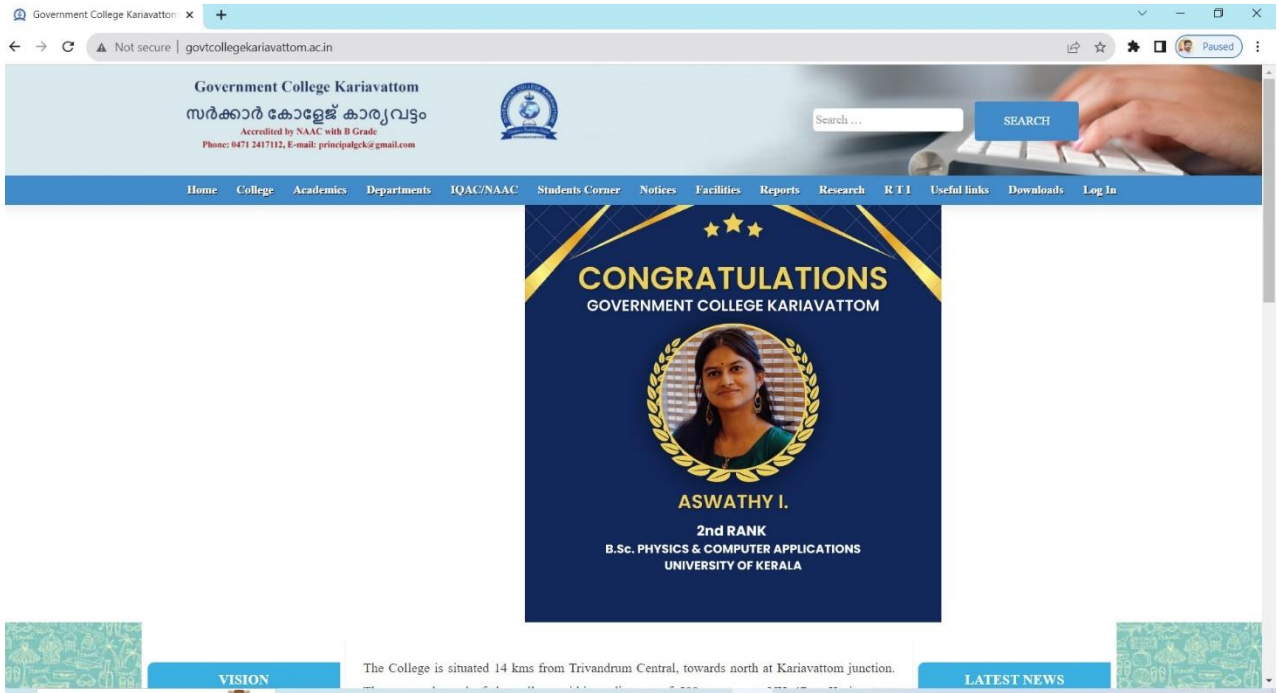 Government College Kariavattom
Not secure | govtcollegekariavattom.ac.in
Paused
Government College Kariavattom
സർക്കാർ കോളേജ് കാര്യവട്ടം
Accredited by NAAC with B Grade
Phone: 0471 2417112, E-mail: principalgck@gmail.com
Search …
SEARCH
Home College Academics Departments IQAC/NAAC Students Corner Notices Facilities Reports Research R T I Useful links Downloads Log In
CONGRATULATIONS
GOVERNMENT COLLEGE KARIAVATTOM
ASWATHY I.
2nd RANK
B.Sc. PHYSICS & COMPUTER APPLICATIONS
UNIVERSITY OF KERALA
The College is situated 14 kms from Trivandrum Central, towards north at Kariavattom junction.
VISION
LATEST NEWS